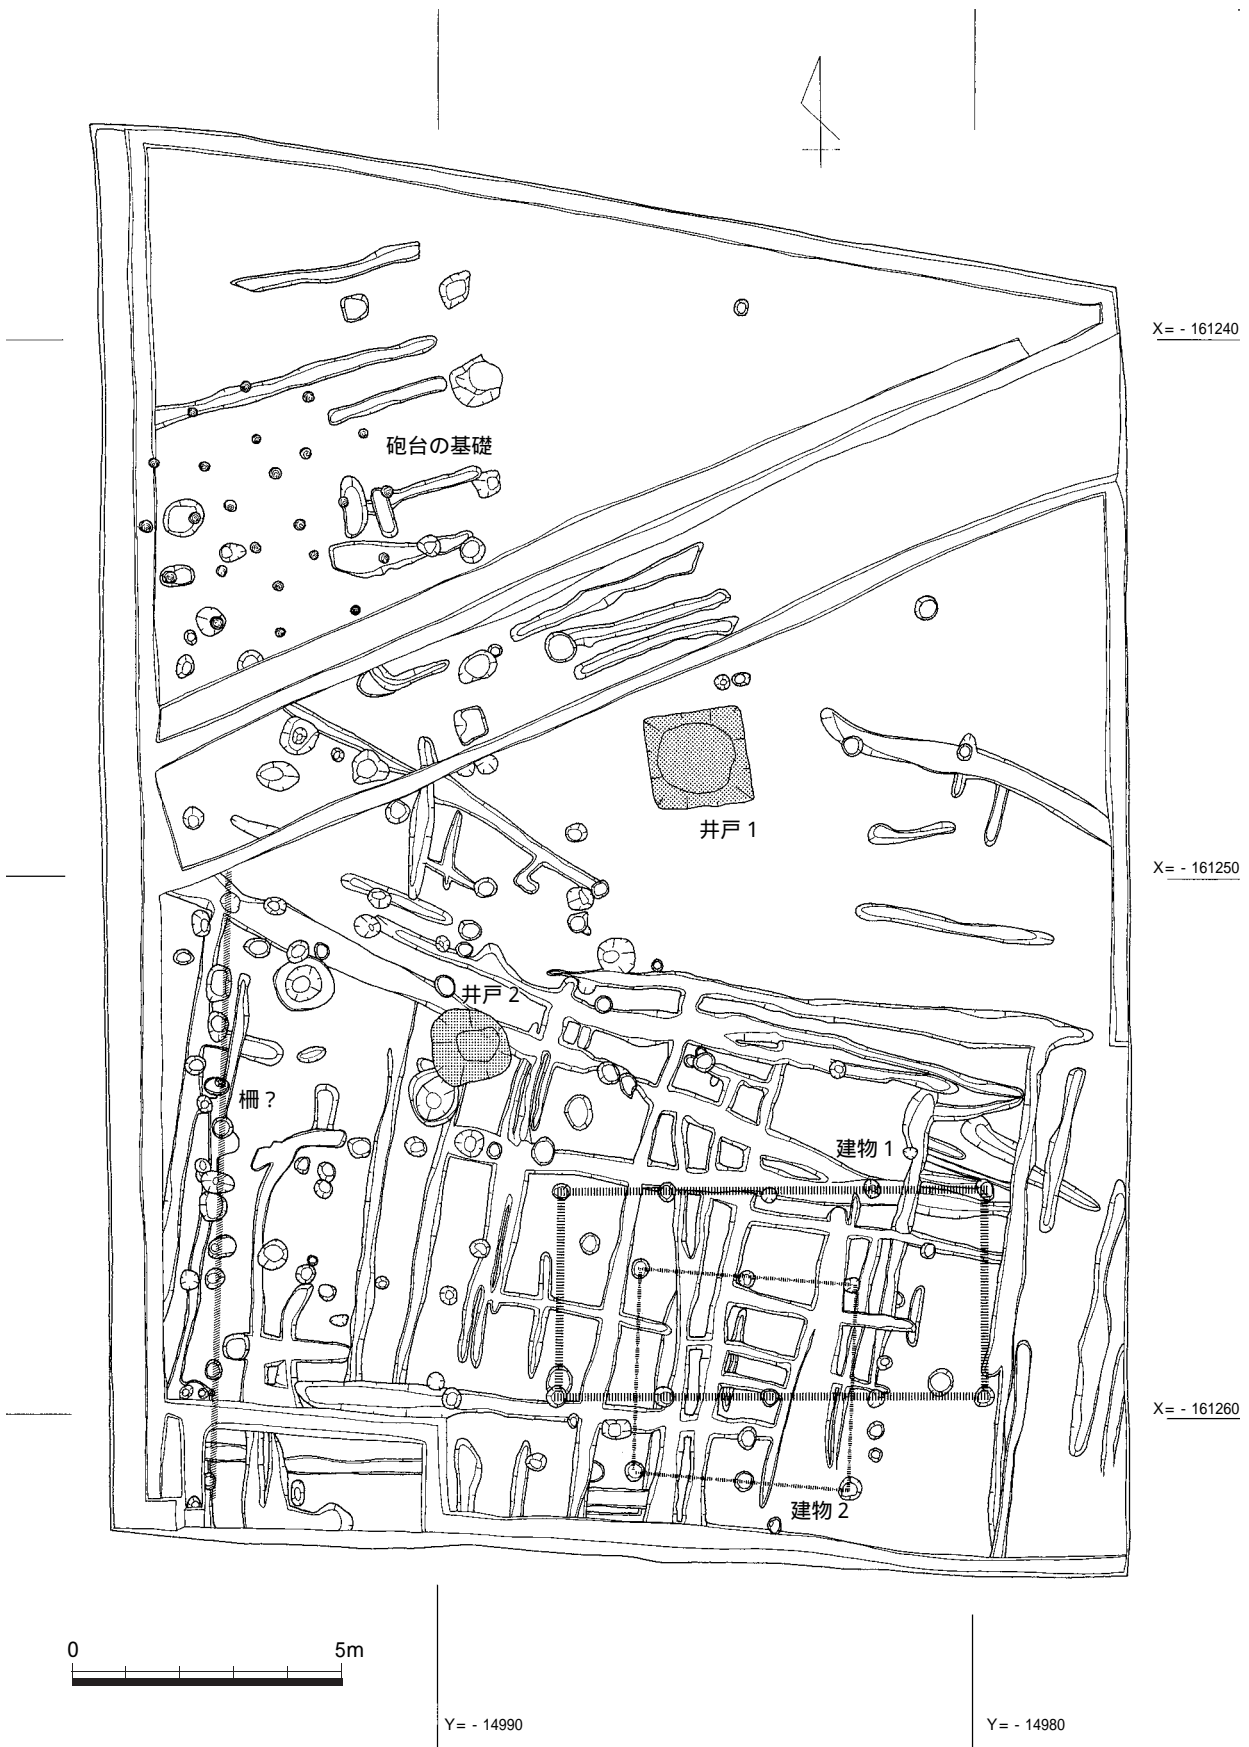 X= - 161240
砲台の基礎
井戸 1
X= - 161250
井戸 2
柵？
建物 1
X= - 161260
建物 2
0 5m
Y= - 14990 Y= - 14980